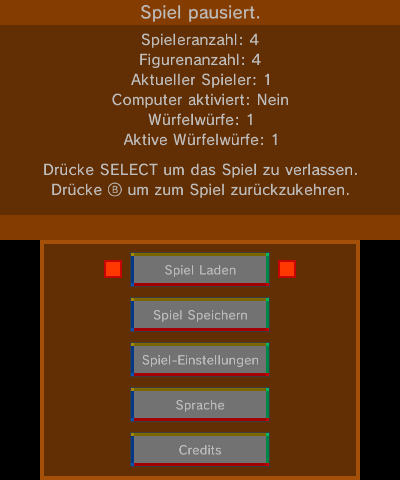 Spiel pausiert.
Spieleranzahl: 4
Figurenanzahl: 4
Aktueller Spieler: 1
Computer aktiviert: Nein
Würfelwürfe: 1
Aktive Würfelwürfe: 1
Drücke SELECT um das Spiel zu verlassen.
Drücke Ⓑ um zum Spiel zurückzukehren.
Spiel Laden
Spiel Speichern
Spiel-Einstellungen
Sprache
Credits